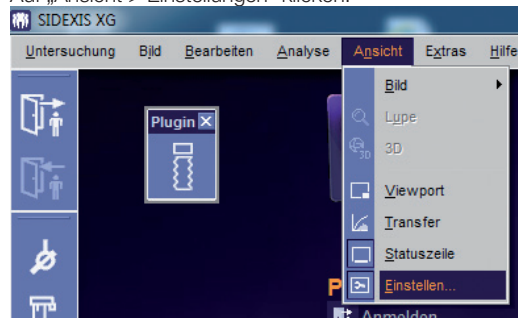 Auf „Ansicht > Einstellungen“ klicken.
SIDEXIS XG
Untersuchung Bild Bearbeiten Analyse Ansicht Extras Hilfe
Plugin X
Bild
Lupe
3D
3D
Viewport
Transfer
Statuszeile
Einstellen...
P
Anmelden